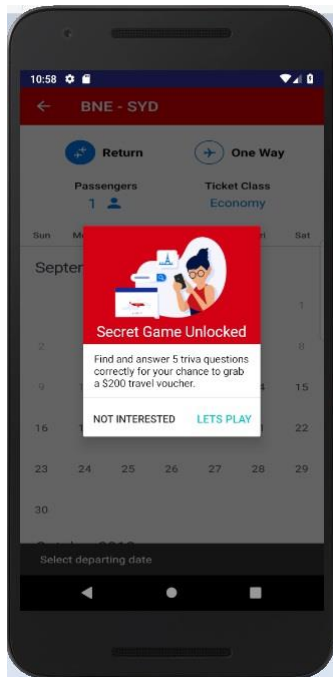 10:58
BNE - SYD
Return
One Way
Passengers
Ticket Class
1
Economy
Sun
Sat
1
Secret Game Unlocked
2
8
Find and answer 5 triva questions
correctly for your chance to grab
a $200 travel voucher.
9
15
NOT INTERESTED
LETS PLAY
16
22
23 24 25 26 27 28 29
30
Select departing date